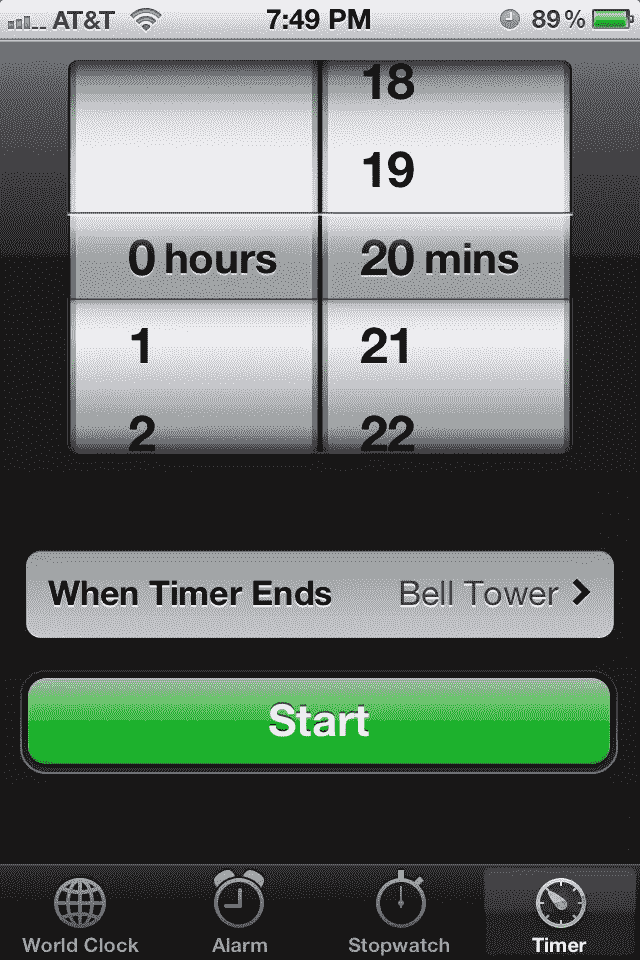 AT&T 7:49 PM 89%
18
19
0 hours 20 mins
1 21
2 22
When Timer Ends Bell Tower
Start
World Clock Alarm Stopwatch Timer